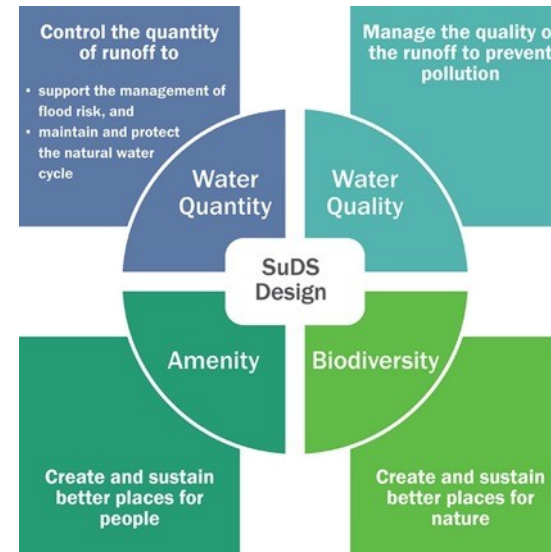 Control the quantity
of runoff to
• support the management of
flood risk, and
• maintain and protect
the natural water
cycle
Manage the quality o
the runoff to prevent
pollution
Water
Quantity
Water
Quality
SuDS
Design
Amenity
Biodiversity
Create and sustain
better places for
people
Create and sustain
better places for
nature